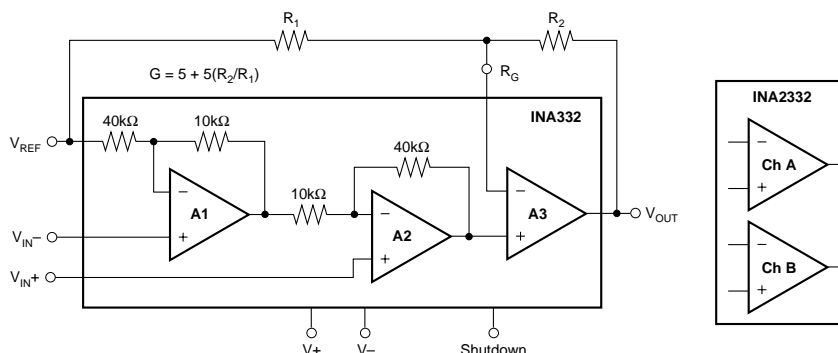 R1
R2
G = 5 + 5(R2/R1)
RG
INA332
INA2332
40kΩ
10kΩ
VREF
40kΩ
−
Ch A
+
−
A1
+
10kΩ
−
A2
+
−
A3
+
VOUT
VIN−
VIN+
−
Ch B
+
V+
V−
Shutdown